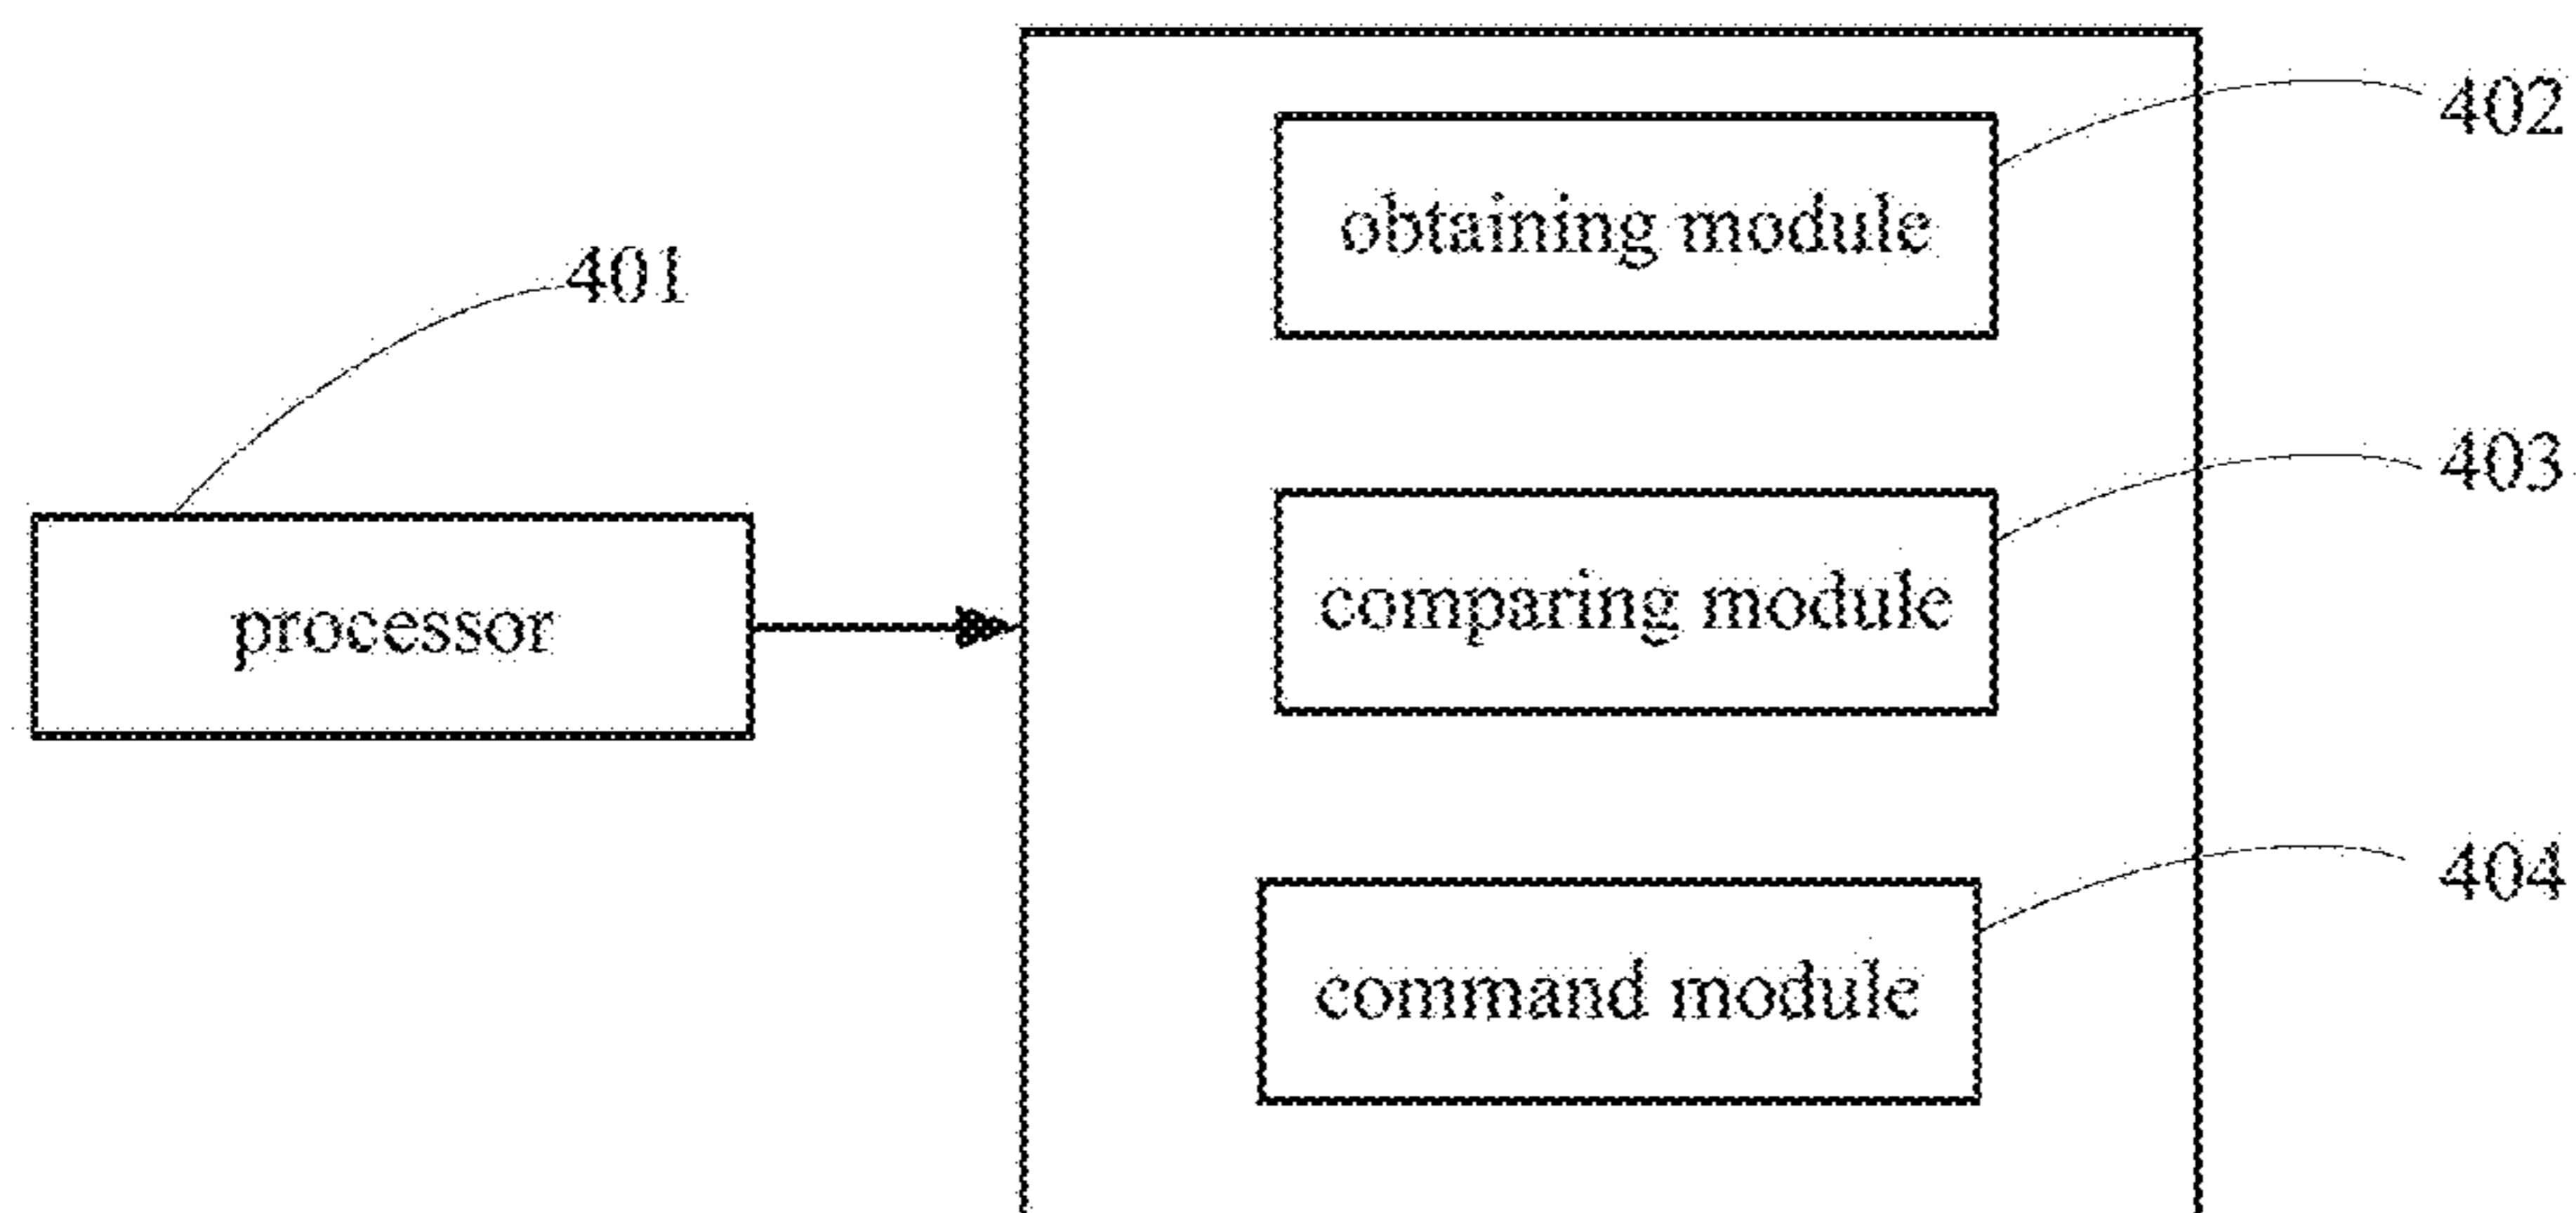 402
obtaining module
401
403
comparing module
processor
404
command module